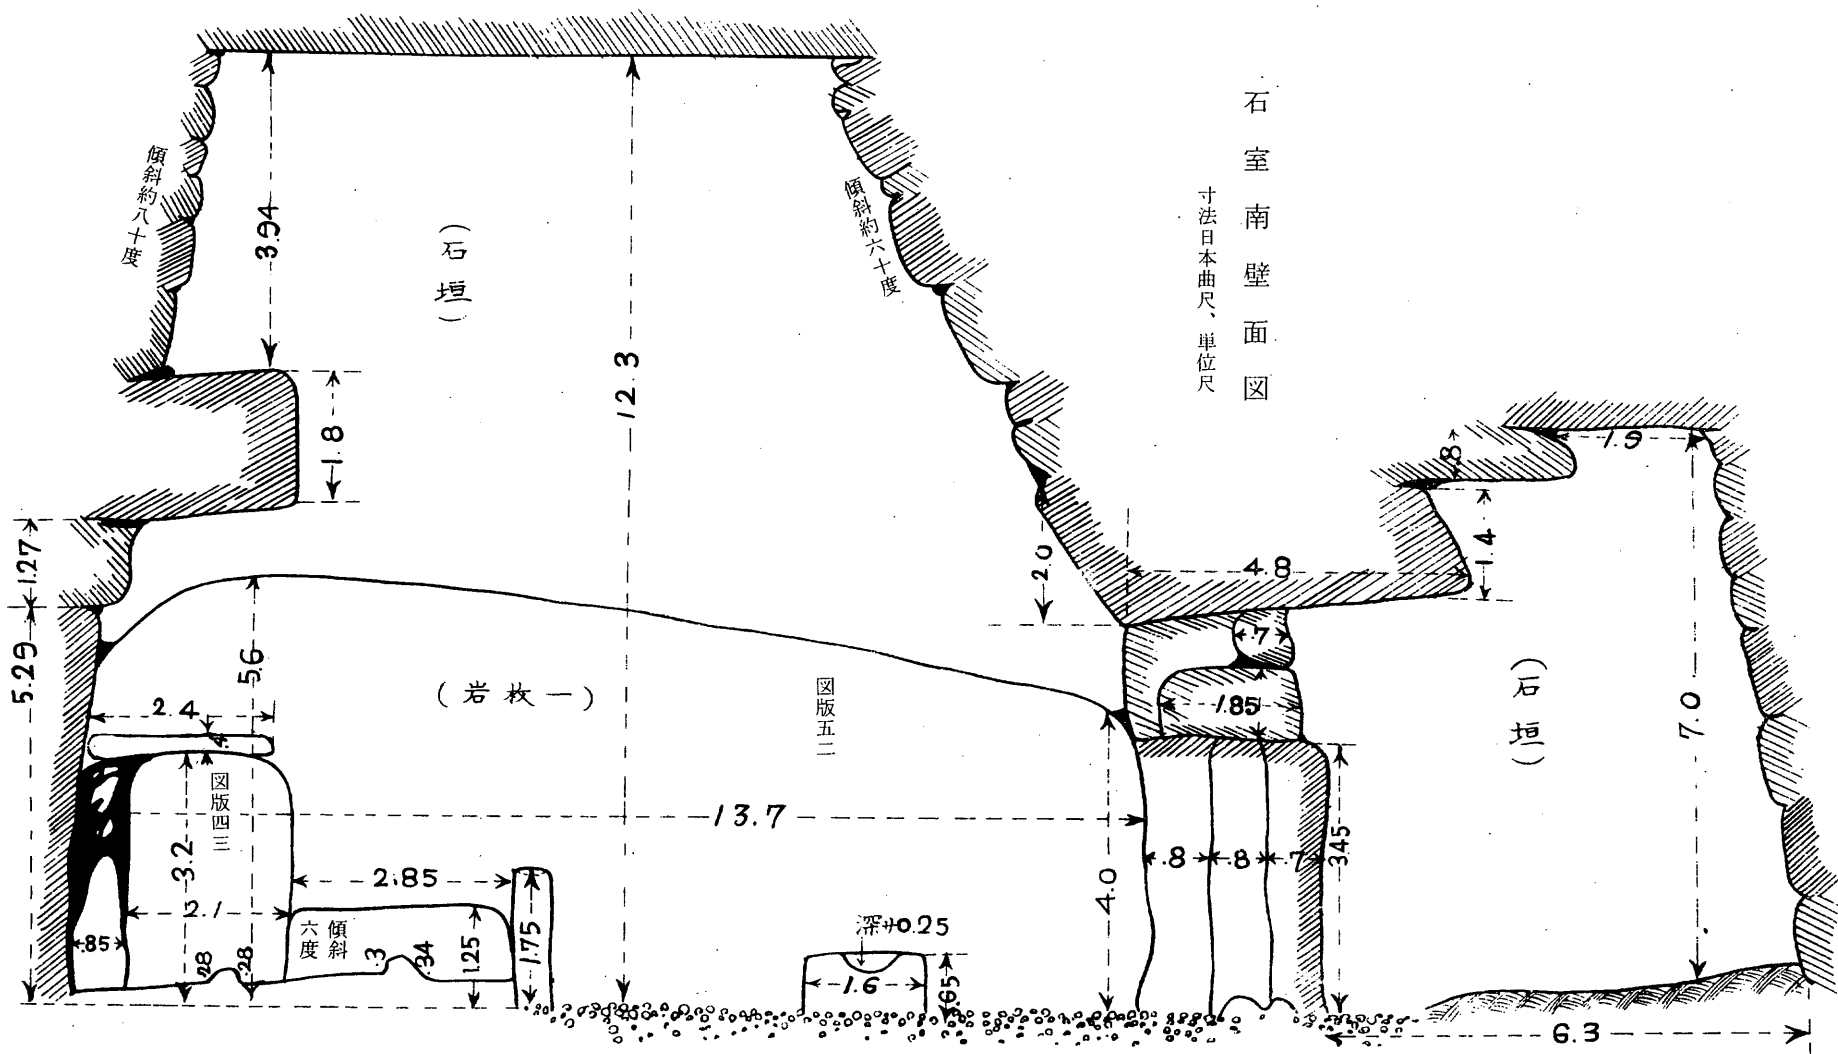 石室南壁面図
寸法日本曲尺、単位尺
傾斜約八十度
3.94
(石垣)
12.3
傾斜約六十度
1.8
1.27
5.29
5.6
2.0
4.8
.8
1.9
1.4
7.0
(石垣)
.7
1.85
(岩枚一)
図版五二
2.4
.4
図版四三
3.2
13.7
4.0
.8
.8
.7
3.45
2.85
2.1
.85
.28
.28
傾斜
六度
.3
.34
1.25
1.75
深サ0.25
1.6
.65
6.3